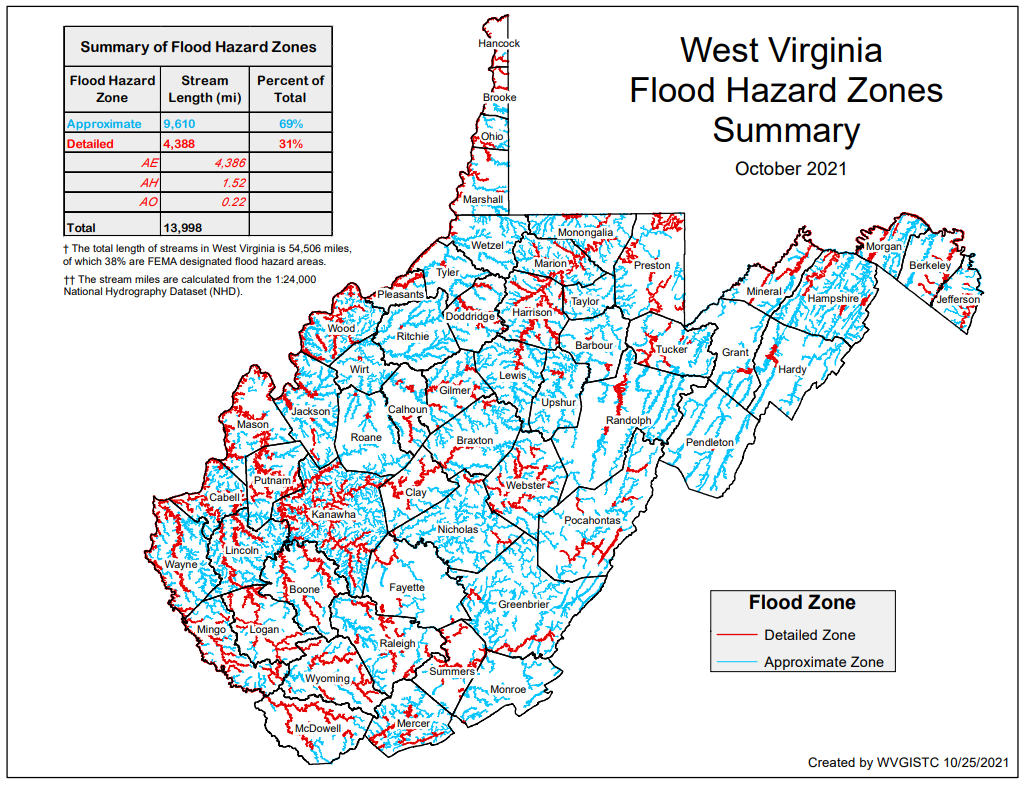 Summary of Flood Hazard Zones
Flood Hazard Zone Stream Length (mi) Percent of Total
Approximate 9,610 69%
Detailed 4,388 31%
AE 4,386
AH 1.52
AO 0.22
Total 13,998
† The total length of streams in West Virginia is 54,506 miles,
of which 38% are FEMA designated flood hazard areas.
†† The stream miles are calculated from the 1:24,000
National Hydrography Dataset (NHD).
West Virginia
Flood Hazard Zones
Summary
October 2021
Hancock
Brooke
Ohio
Marshall
Wetzel
Monongalia
Marion
Preston
Morgan
Berkeley
Jefferson
Mineral
Hampshire
Tyler
Pleasants
Doddridge
Harrison
Taylor
Wood
Ritchie
Barbour
Tucker
Grant
Hardy
Wirt
Lewis
Gilmer
Upshur
Jackson
Calhoun
Randolph
Mason
Roane
Braxton
Pendleton
Putnam
Cabell
Clay
Webster
Kanawha
Nicholas
Pocahontas
Lincoln
Wayne
Boone
Fayette
Greenbrier
Mingo
Logan
Raleigh
Summers
Wyoming
Monroe
McDowell
Mercer
Flood Zone
Detailed Zone
Approximate Zone
Created by WVGISTC 10/25/2021